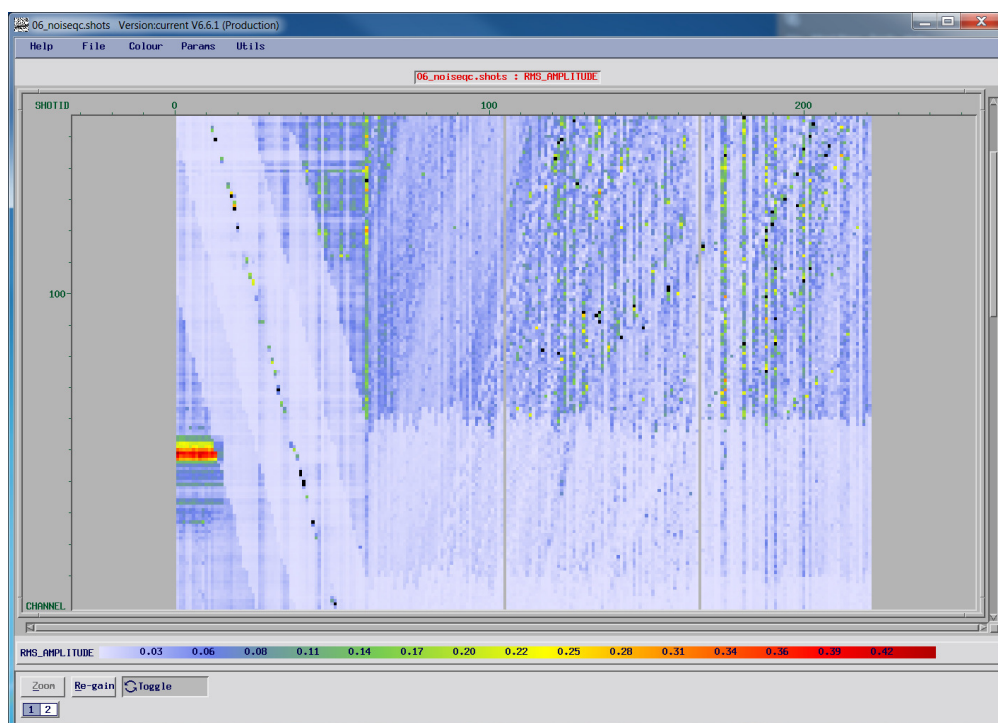 06_noiseqc.shots Version:current V6.6.1 (Production)
Help File Colour Params Utils
06_noiseqc.shots : RMS_AMPLITUDE
SHOTID 0 100 200
100
CHANNEL
RMS_AMPLITUDE 0.03 0.06 0.08 0.11 0.14 0.17 0.20 0.22 0.25 0.28 0.31 0.34 0.36 0.39 0.42
Zoom Re-gain Toggle
1 2